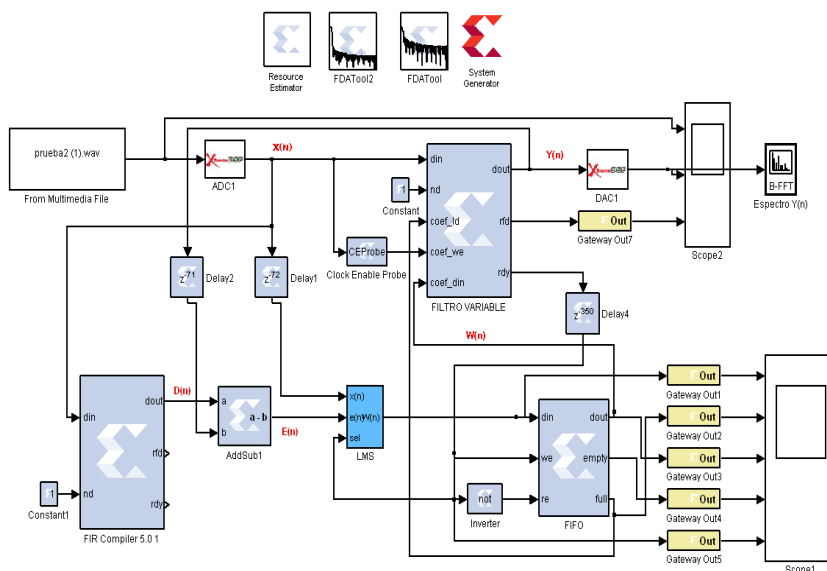 Resource
Estimator
FDATool2
FDATool
System
Generator
prueba2 (1).wav
From Multimedia File
ADC1
X(N)
din
nd
coef_ld
coef_we
coef_din
dout
rfd
rdy
FILTRO VARIABLE
1
Constant
CEProbe
Clock Enable Probe
Y(n)
DAC1
Out
Gateway Out7
Scope2
B-FFT
Espectro Y(n)
z-71
Delay2
z-72
Delay1
z-350
Delay4
W(n)
D(n)
din
nd
dout
rfd
rdy
FIR Compiler 5.0 1
1
Constant1
a
b
a - b
AddSub1
E(n)
x(n)
e(n)
W(n)
sel
LMS
not
Inverter
din
we
re
dout
empty
full
FIFO
Out
Gateway Out1
Out
Gateway Out2
Out
Gateway Out3
Out
Gateway Out4
Out
Gateway Out5
Scope1